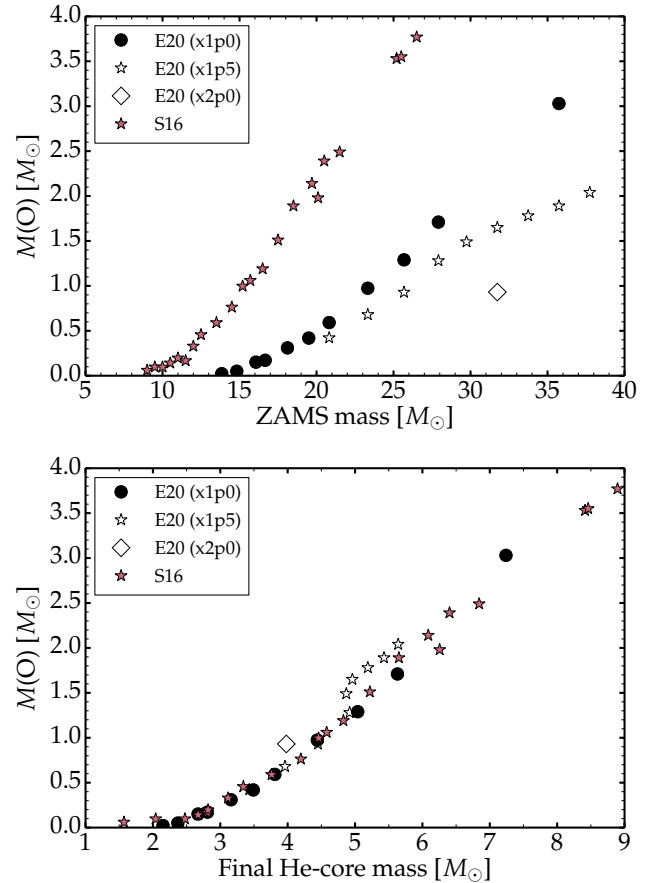 4.0
3.5
3.0
2.5
2.0
1.5
1.0
0.5
0.0
M(O) [M⊙]
E20 (x1p0)
E20 (x1p5)
E20 (x2p0)
S16
5 10 15 20 25 30 35 40
ZAMS mass [M⊙]
4.0
3.5
3.0
2.5
2.0
1.5
1.0
0.5
0.0
M(O) [M⊙]
E20 (x1p0)
E20 (x1p5)
E20 (x2p0)
S16
1 2 3 4 5 6 7 8 9
Final He-core mass [M⊙]